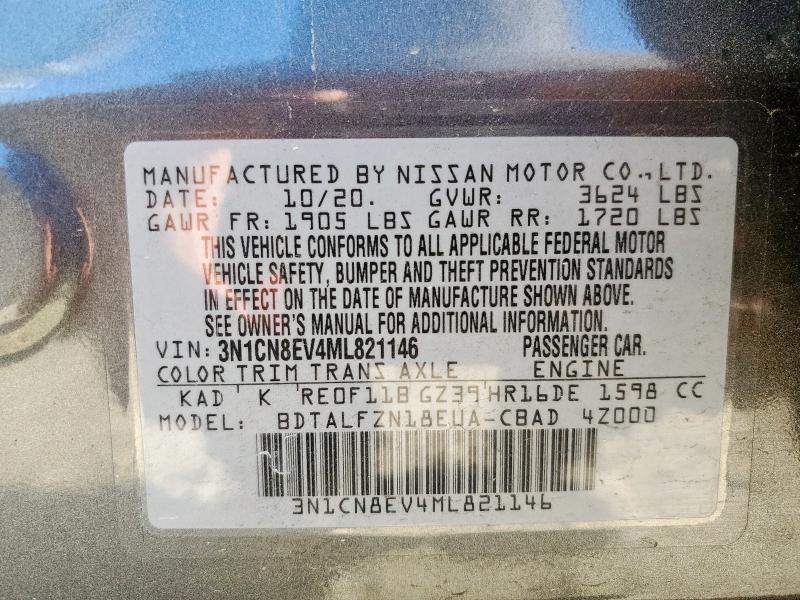 MANUFACTURED BY NISSAN MOTOR CO.,LTD.
DATE: 10/20. GVWR: 3624 LBS
GAWR FR: 1905 LBS GAWR RR: 1720 LBS
THIS VEHICLE CONFORMS TO ALL APPLICABLE FEDERAL MOTOR
VEHICLE SAFETY, BUMPER AND THEFT PREVENTION STANDARDS
IN EFFECT ON THE DATE OF MANUFACTURE SHOWN ABOVE.
SEE OWNER'S MANUAL FOR ADDITIONAL INFORMATION.
VIN: 3N1CN8EV4ML821146 PASSENGER CAR.
COLOR TRIM TRANS AXLE ENGINE
KAD K RE0F11B GZ39 HR16DE 1598 CC
MODEL: BDTALFZN18EUA-CBAD 4Z000
3N1CN8EV4ML821146